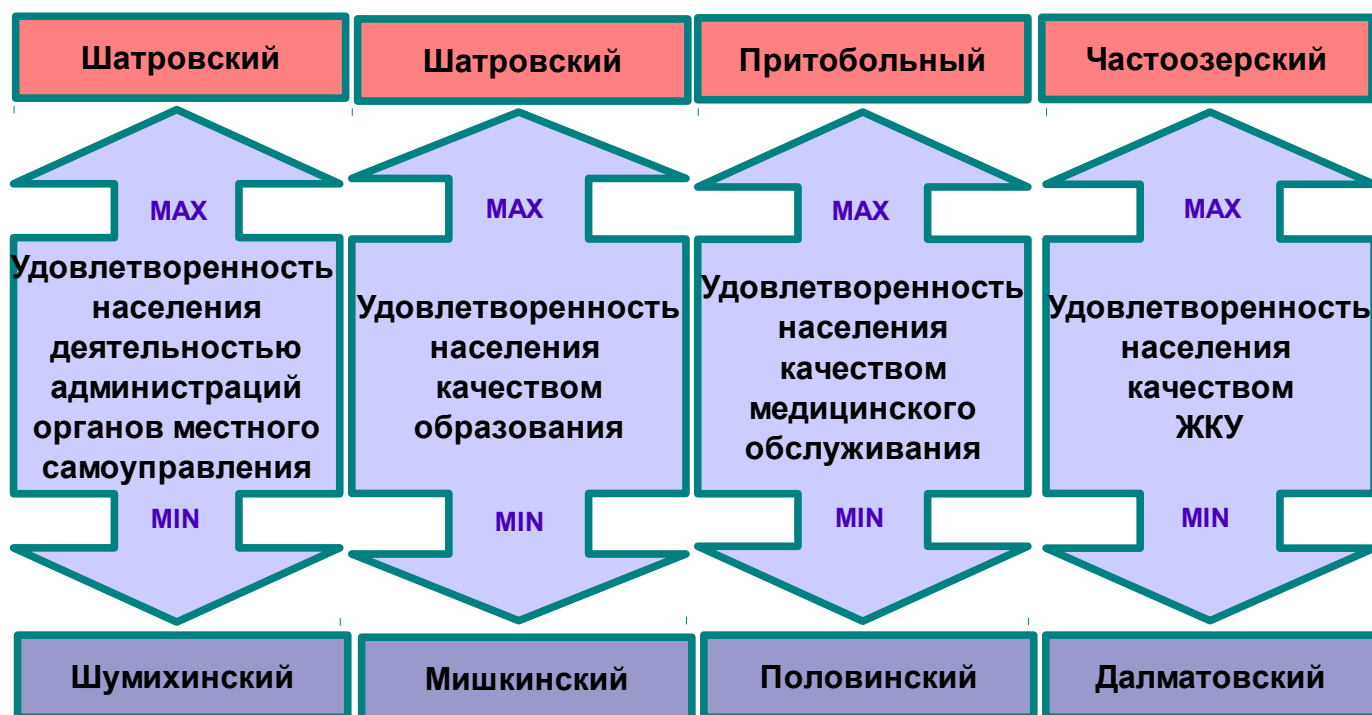 Шатровский
Шатровский
Притобольный
Частоозерский
MAX
Удовлетворенность
населения
деятельностью
администраций
органов местного
самоуправления
MIN
MAX
Удовлетворенность
населения
качеством
образования
MIN
MAX
Удовлетворенность
населения
качеством
медицинского
обслуживания
MIN
MAX
Удовлетворенность
населения
качеством
ЖКУ
MIN
Шумихинский
Мишкинский
Половинский
Далматовский